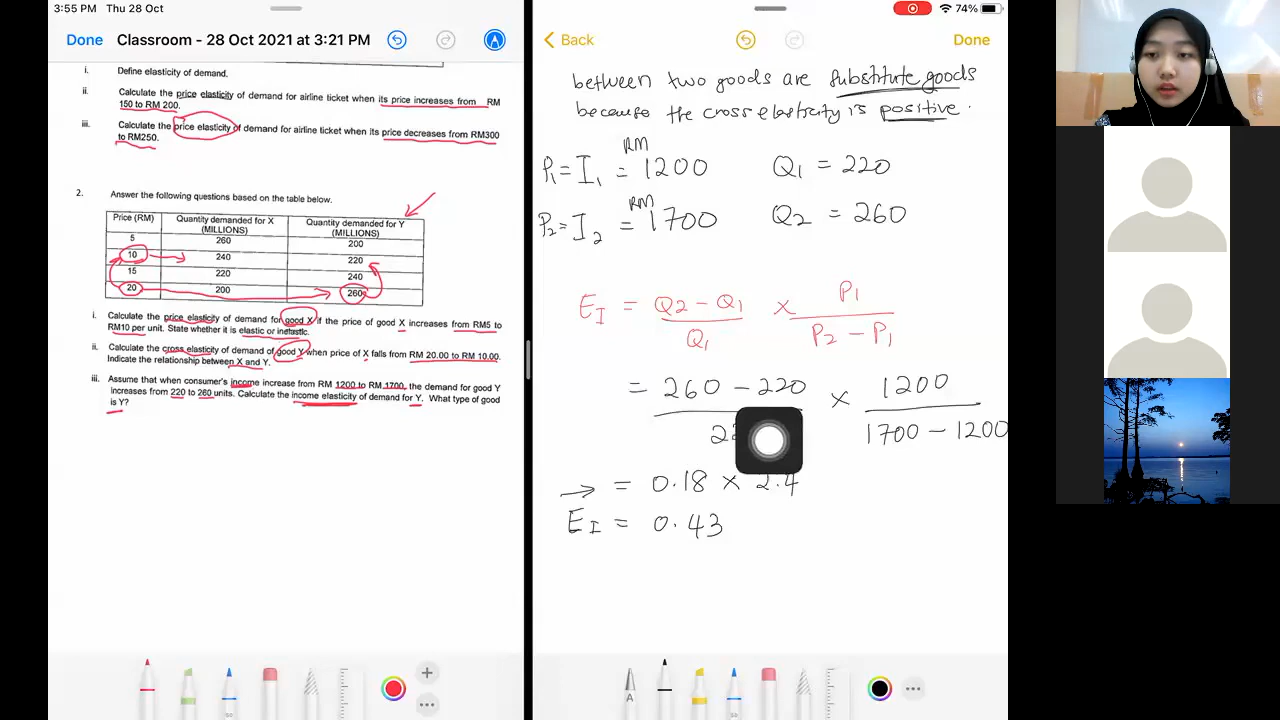 3:55 PM Thu 28 Oct
74%
Done Classroom - 28 Oct 2021 at 3:21 PM
i. Define elasticity of demand.
ii. Calculate the price elasticity of demand for airline ticket when its price increases from RM
150 to RM 200.
iii. Calculate the price elasticity of demand for airline ticket when its price decreases from RM300
to RM250.
2. Answer the following questions based on the table below.
Price (RM) Quantity demanded for X (MILLIONS) Quantity demanded for Y (MILLIONS)
5 260 200
10 240 220
15 220 240
20 200 260
i. Calculate the price elasticity of demand for good X if the price of good X increases from RM5 to
RM10 per unit. State whether it is elastic or inelastic.
ii. Calculate the cross elasticity of demand of good Y when price of X falls from RM 20.00 to RM 10.00.
Indicate the relationship between X and Y.
iii. Assume that when consumer's income increase from RM 1200 to RM 1700, the demand for good Y
increases from 220 to 260 units. Calculate the income elasticity of demand for Y. What type of good
is Y?
Back Done
between two goods are substitute goods
because the cross elasticity is positive.
P1 = I1 = RM 1200 Q1 = 220
P2 = I2 = RM 1700 Q2 = 260
EI = Q2 - Q1 × P1
Q1 P2 - P1
= 260 - 220 × 1200
22 1700 - 1200
→ = 0.18 × 2.4
EI = 0.43
A
50
50